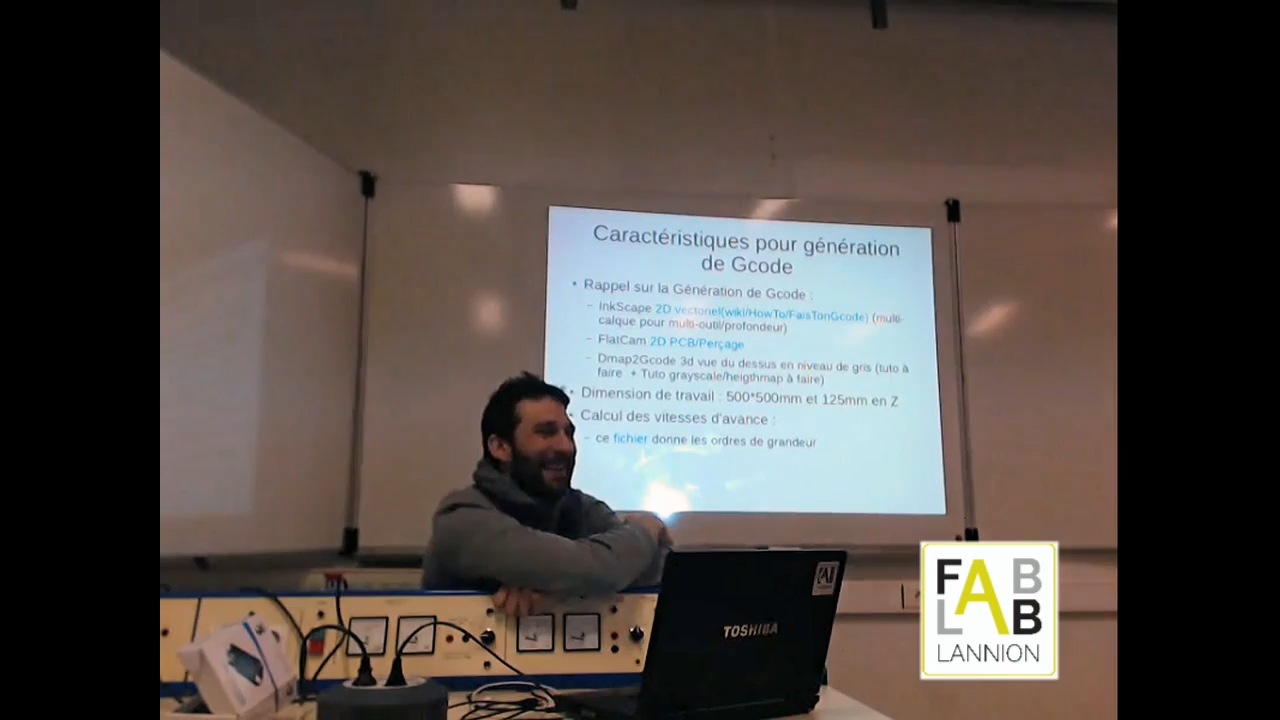 Caractéristiques pour génération
de Gcode
• Rappel sur la Génération de Gcode :
– InkScape 2D vectoriel(wiki/HowTo/FaisTonGcode) (multi-
calque pour multi-outil/profondeur)
– FlatCam 2D PCB/Perçage
– Dmap2Gcode 3d vue du dessus en niveau de gris (tuto à
faire + Tuto grayscale/heigthmap à faire)
• Dimension de travail : 500*500mm et 125mm en Z
• Calcul des vitesses d'avance :
– ce fichier donne les ordres de grandeur
TOSHIBA
FAB
LAB
LANNION